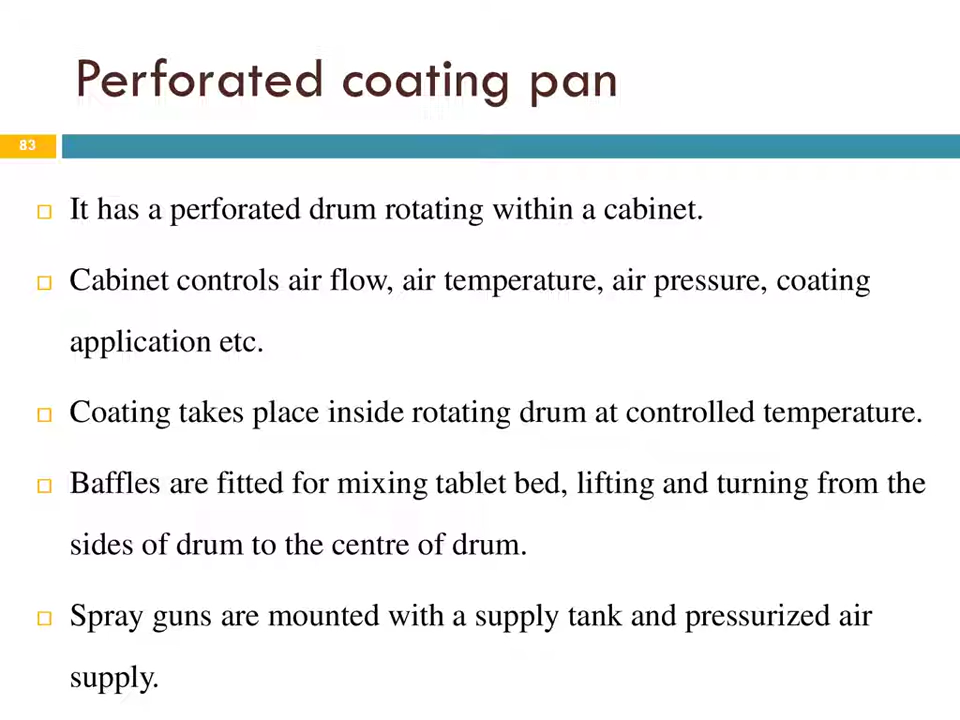 Perforated coating pan
83
It has a perforated drum rotating within a cabinet.
Cabinet controls air flow, air temperature, air pressure, coating
application etc.
Coating takes place inside rotating drum at controlled temperature.
Baffles are fitted for mixing tablet bed, lifting and turning from the
sides of drum to the centre of drum.
Spray guns are mounted with a supply tank and pressurized air
supply.